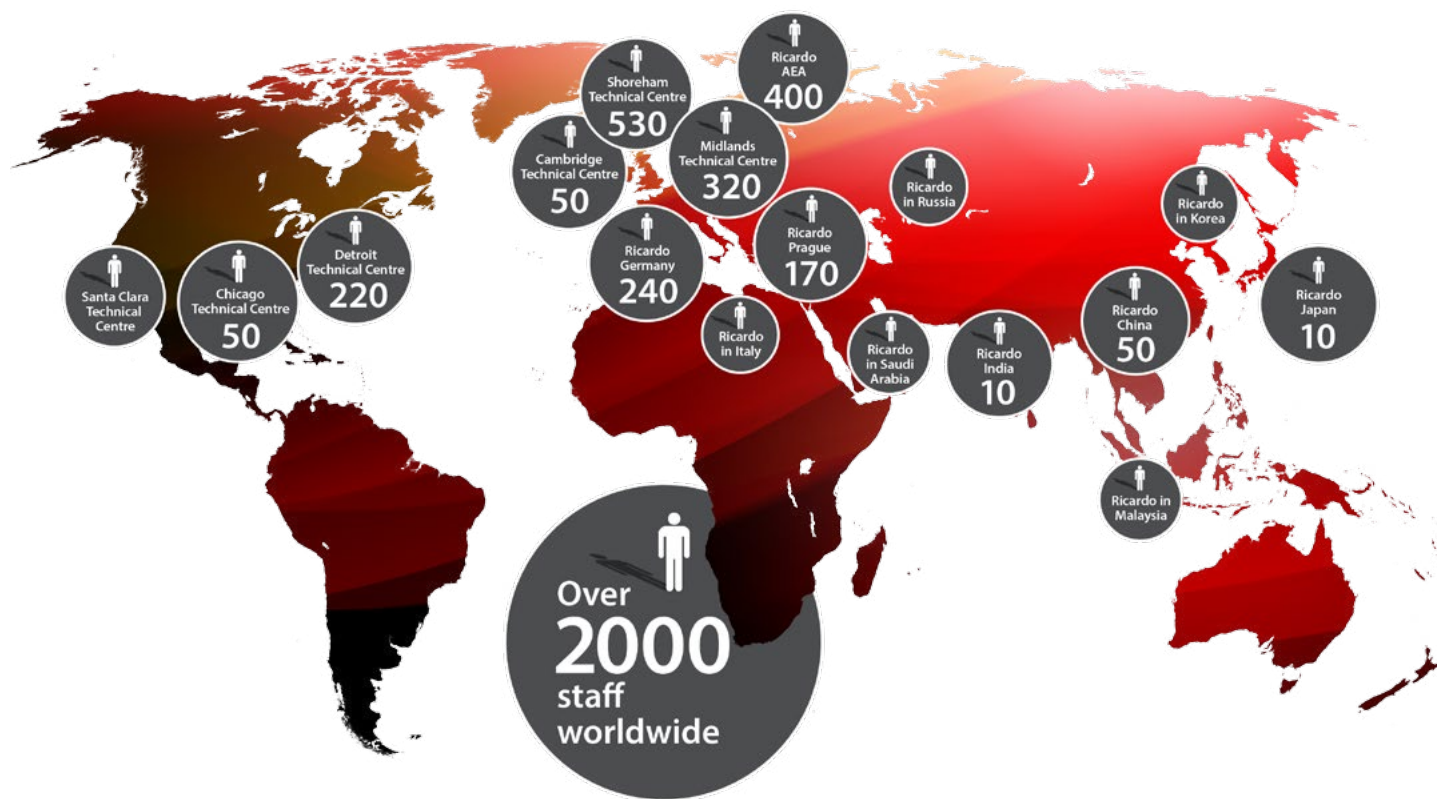 Ricardo
AEA
400
Shoreham
Technical Centre
530
Midlands
Technical Centre
320
Cambridge
Technical Centre
50
Ricardo
in Russia
Ricardo
in Korea
Ricardo
Prague
170
Ricardo
Germany
240
Detroit
Technical Centre
220
Santa Clara
Technical
Centre
Chicago
Technical Centre
50
Ricardo
in Italy
Ricardo
in Saudi
Arabia
Ricardo
India
10
Ricardo
China
50
Ricardo
Japan
10
Ricardo in
Malaysia
Over
2000
staff
worldwide